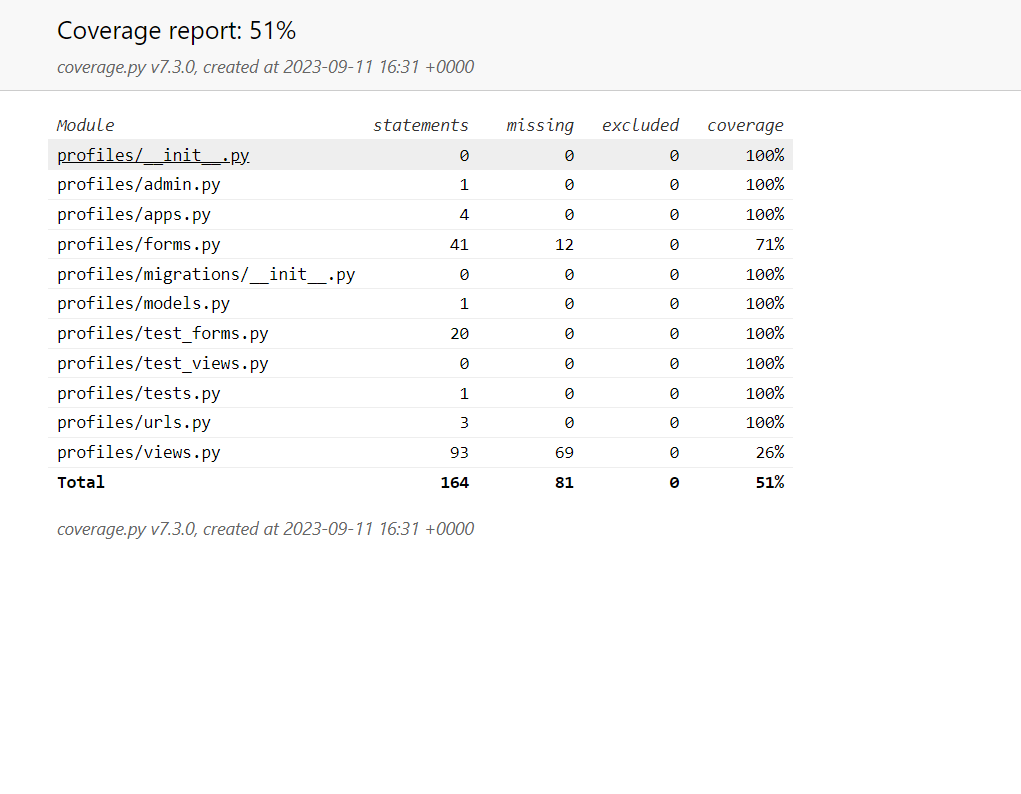 Coverage report: 51%
coverage.py v7.3.0, created at 2023-09-11 16:31 +0000
Module statements missing excluded coverage
profiles/__init__.py 0 0 0 100%
profiles/admin.py 1 0 0 100%
profiles/apps.py 4 0 0 100%
profiles/forms.py 41 12 0 71%
profiles/migrations/__init__.py 0 0 0 100%
profiles/models.py 1 0 0 100%
profiles/test_forms.py 20 0 0 100%
profiles/test_views.py 0 0 0 100%
profiles/tests.py 1 0 0 100%
profiles/urls.py 3 0 0 100%
profiles/views.py 93 69 0 26%
Total 164 81 0 51%
coverage.py v7.3.0, created at 2023-09-11 16:31 +0000